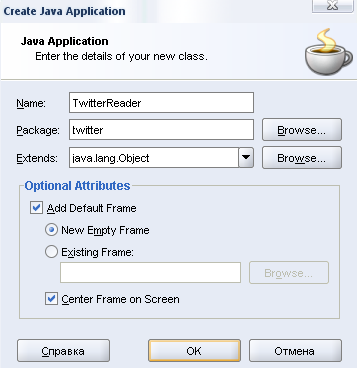 Create Java Application
Java Application
Enter the details of your new class.
Name: TwitterReader
Package: twitter Browse...
Extends: java.lang.Object Browse...
Optional Attributes
Add Default Frame
New Empty Frame
Existing Frame:
Browse...
Center Frame on Screen
Справка OK Отмена